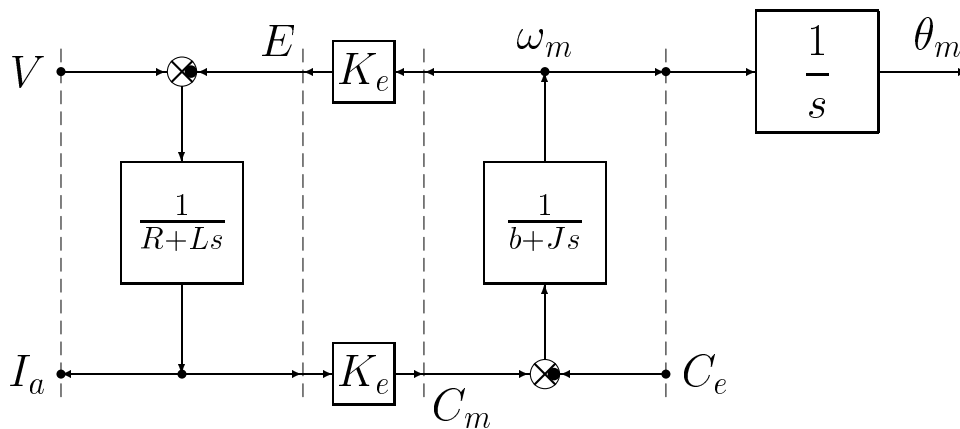 V
E
K_e
ω_m
1/s
θ_m
1/(R+Ls)
1/(b+Js)
I_a
K_e
C_m
C_e